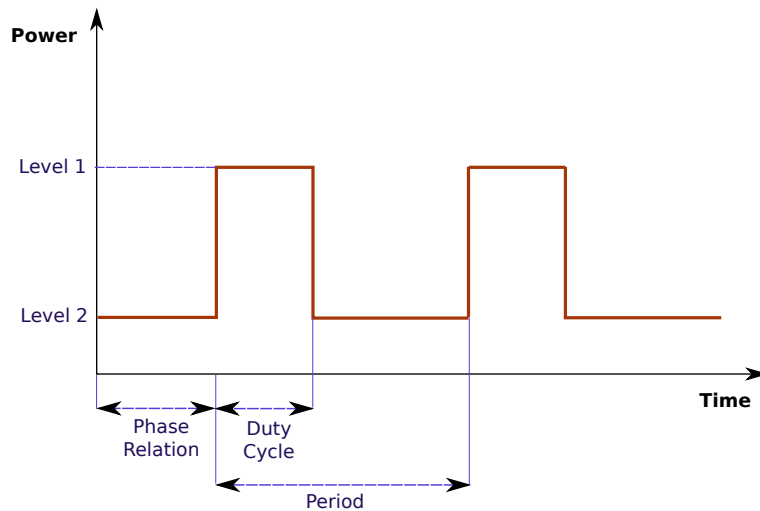 Power
Level 1
Level 2
Time
Phase
Relation
Duty
Cycle
Period